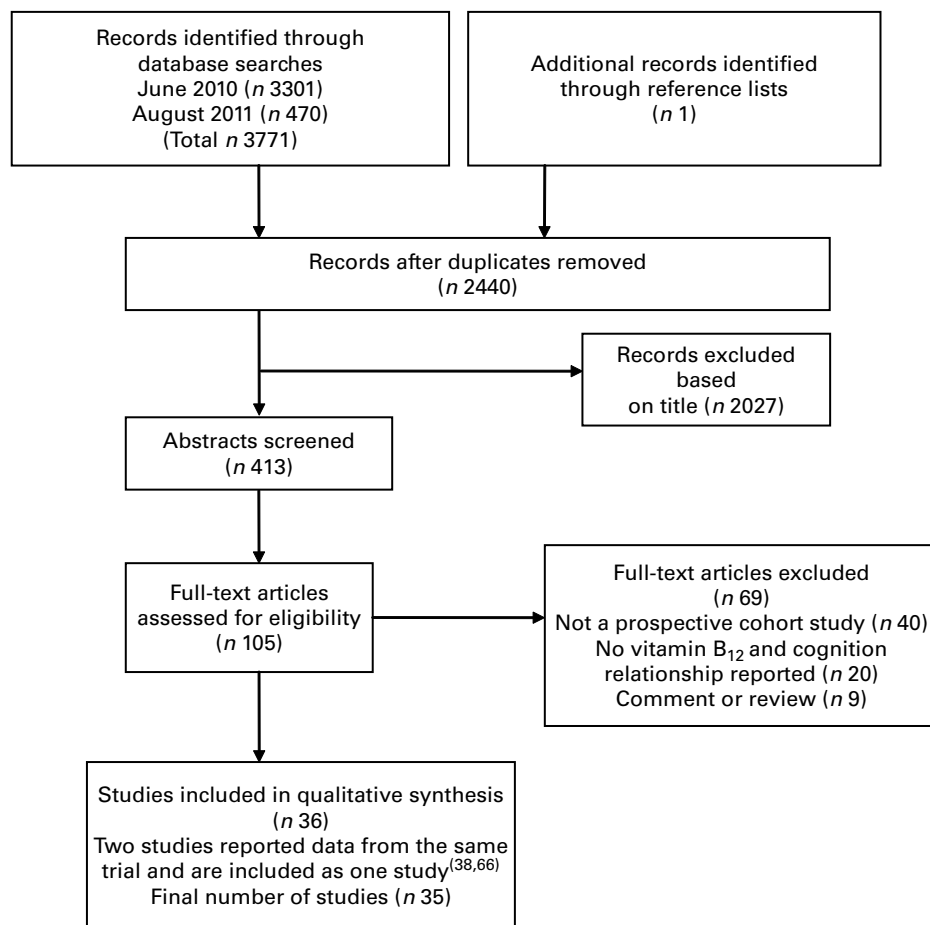 Records identified through
database searches
June 2010 (n 3301)
August 2011 (n 470)
(Total n 3771)
Additional records identified
through reference lists
(n 1)
Records after duplicates removed
(n 2440)
Records excluded
based
on title (n 2027)
Abstracts screened
(n 413)
Full-text articles
assessed for eligibility
(n 105)
Full-text articles excluded
(n 69)
Not a prospective cohort study (n 40)
No vitamin B12 and cognition
relationship reported (n 20)
Comment or review (n 9)
Studies included in qualitative synthesis
(n 36)
Two studies reported data from the same
trial and are included as one study(38,66)
Final number of studies (n 35)